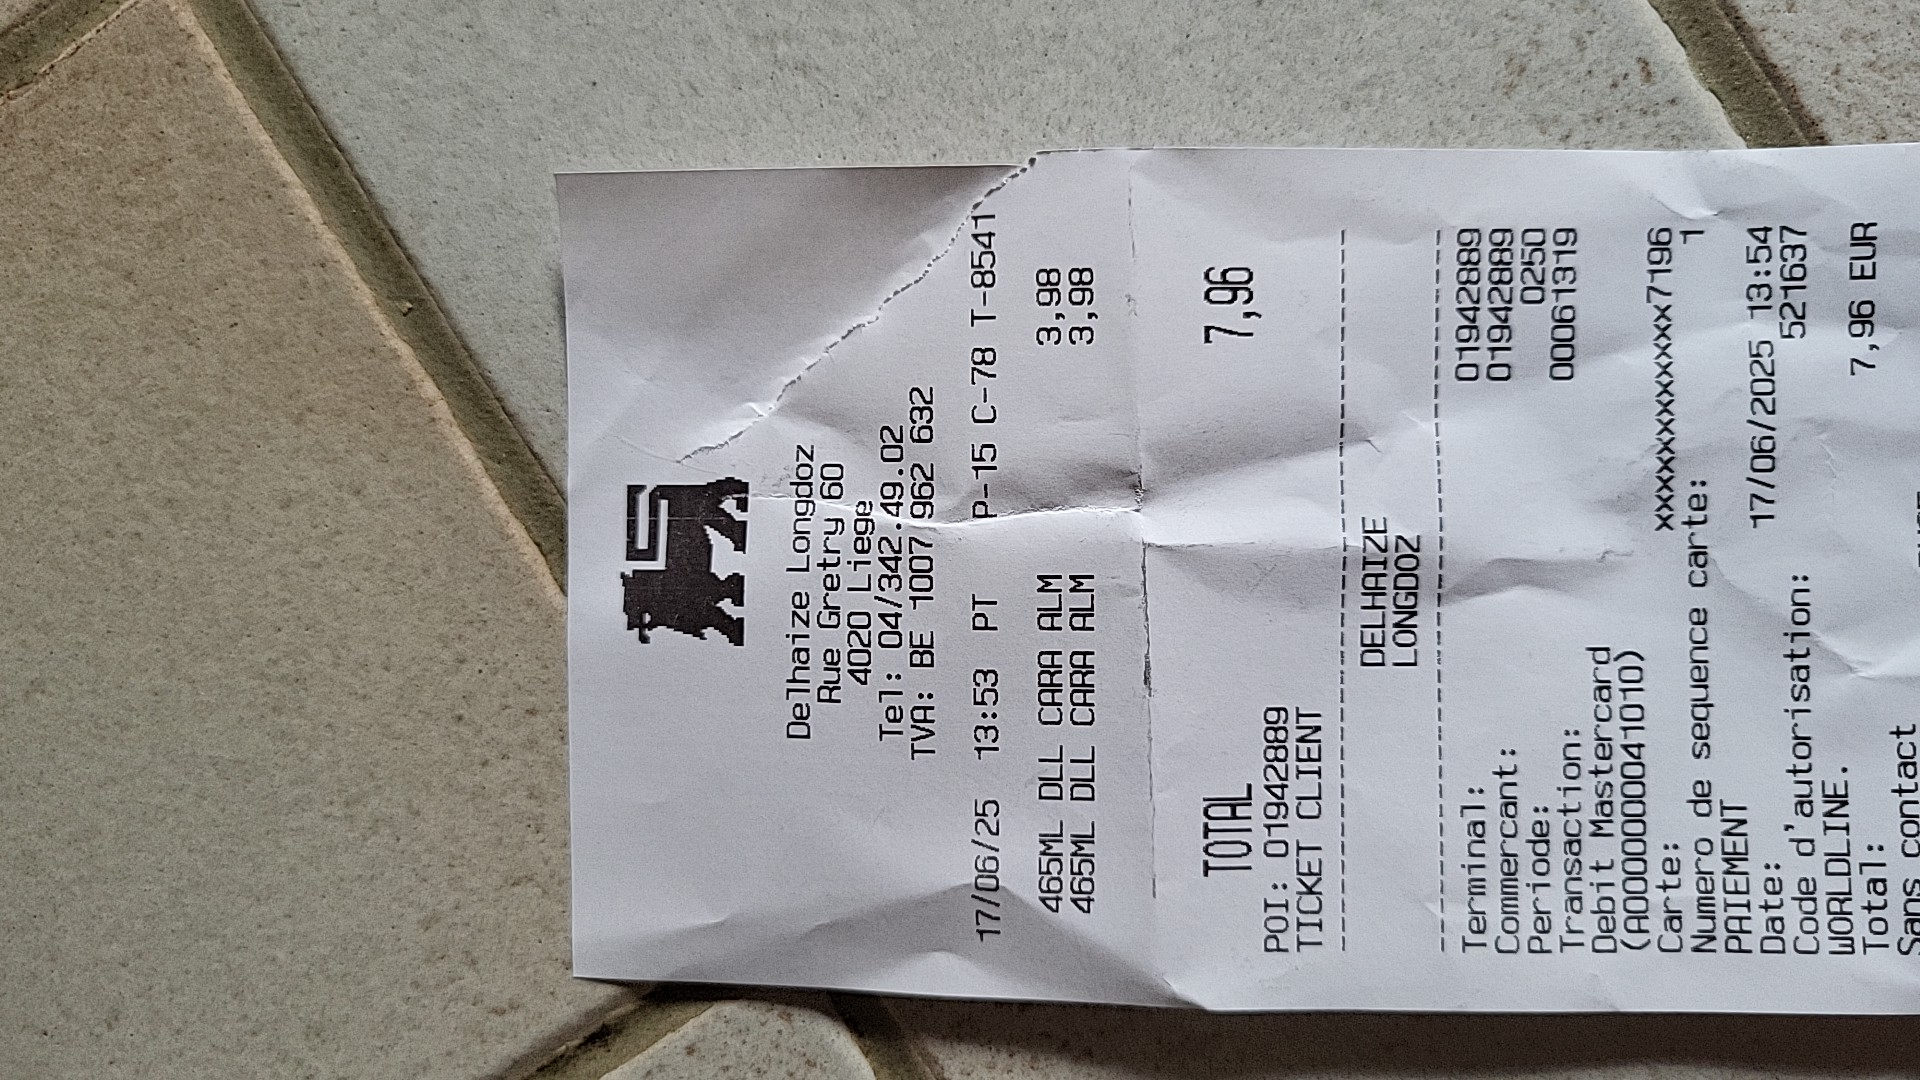 Delhaize Longdoz
Rue Gretry 60
4020 Liege
Tel: 04/342.49.02
TVA: BE 1007 962 632
17/06/25 13:53 PT P-15 C-78 T-8541
465ML DLL CARA ALM 3,98
465ML DLL CARA ALM 3,98
TOTAL 7,96
POI: 01942889
TICKET CLIENT
DELHAIZE
LONGDOZ
Terminal: 01942889
Commercant: 01942889
Periode: 0250
Transaction: 00061319
Debit Mastercard
(A0000000041010)
Carte: xxxxxxxxxxxxx7196
Numero de sequence carte: 1
PAIEMENT
Date: 17/06/2025 13:54
Code d'autorisation: 521637
WORLDLINE.
Total: 7,96 EUR
Sans contact